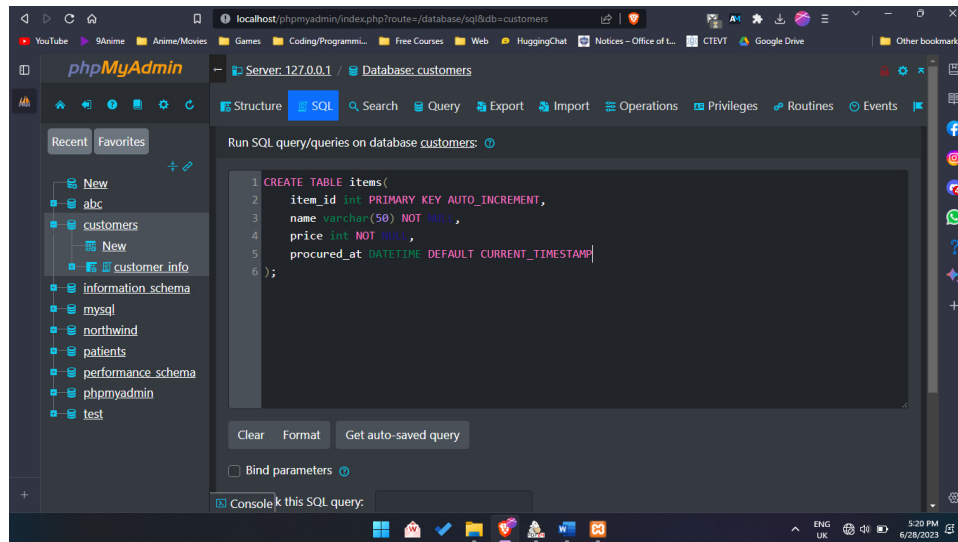 localhost/phpmyadmin/index.php?route=/database/sql&db=customers
YouTube 9Anime Anime/Movies Games Coding/Programmi... Free Courses Web HuggingChat Notices – Office of t... CTEVT Google Drive Other bookmark
phpMyAdmin
Server: 127.0.0.1 / Database: customers
Structure SQL Search Query Export Import Operations Privileges Routines Events
Recent Favorites
New
abc
customers
New
customer_info
information_schema
mysql
northwind
patients
performance_schema
phpmyadmin
test
Run SQL query/queries on database customers:
1 CREATE TABLE items(
2 item_id int PRIMARY KEY AUTO_INCREMENT,
3 name varchar(50) NOT NULL,
4 price int NOT NULL,
5 procured_at DATETIME DEFAULT CURRENT_TIMESTAMP
6 );
Clear Format Get auto-saved query
Bind parameters
Console k this SQL query:
ENG
UK
5:20 PM
6/28/2023